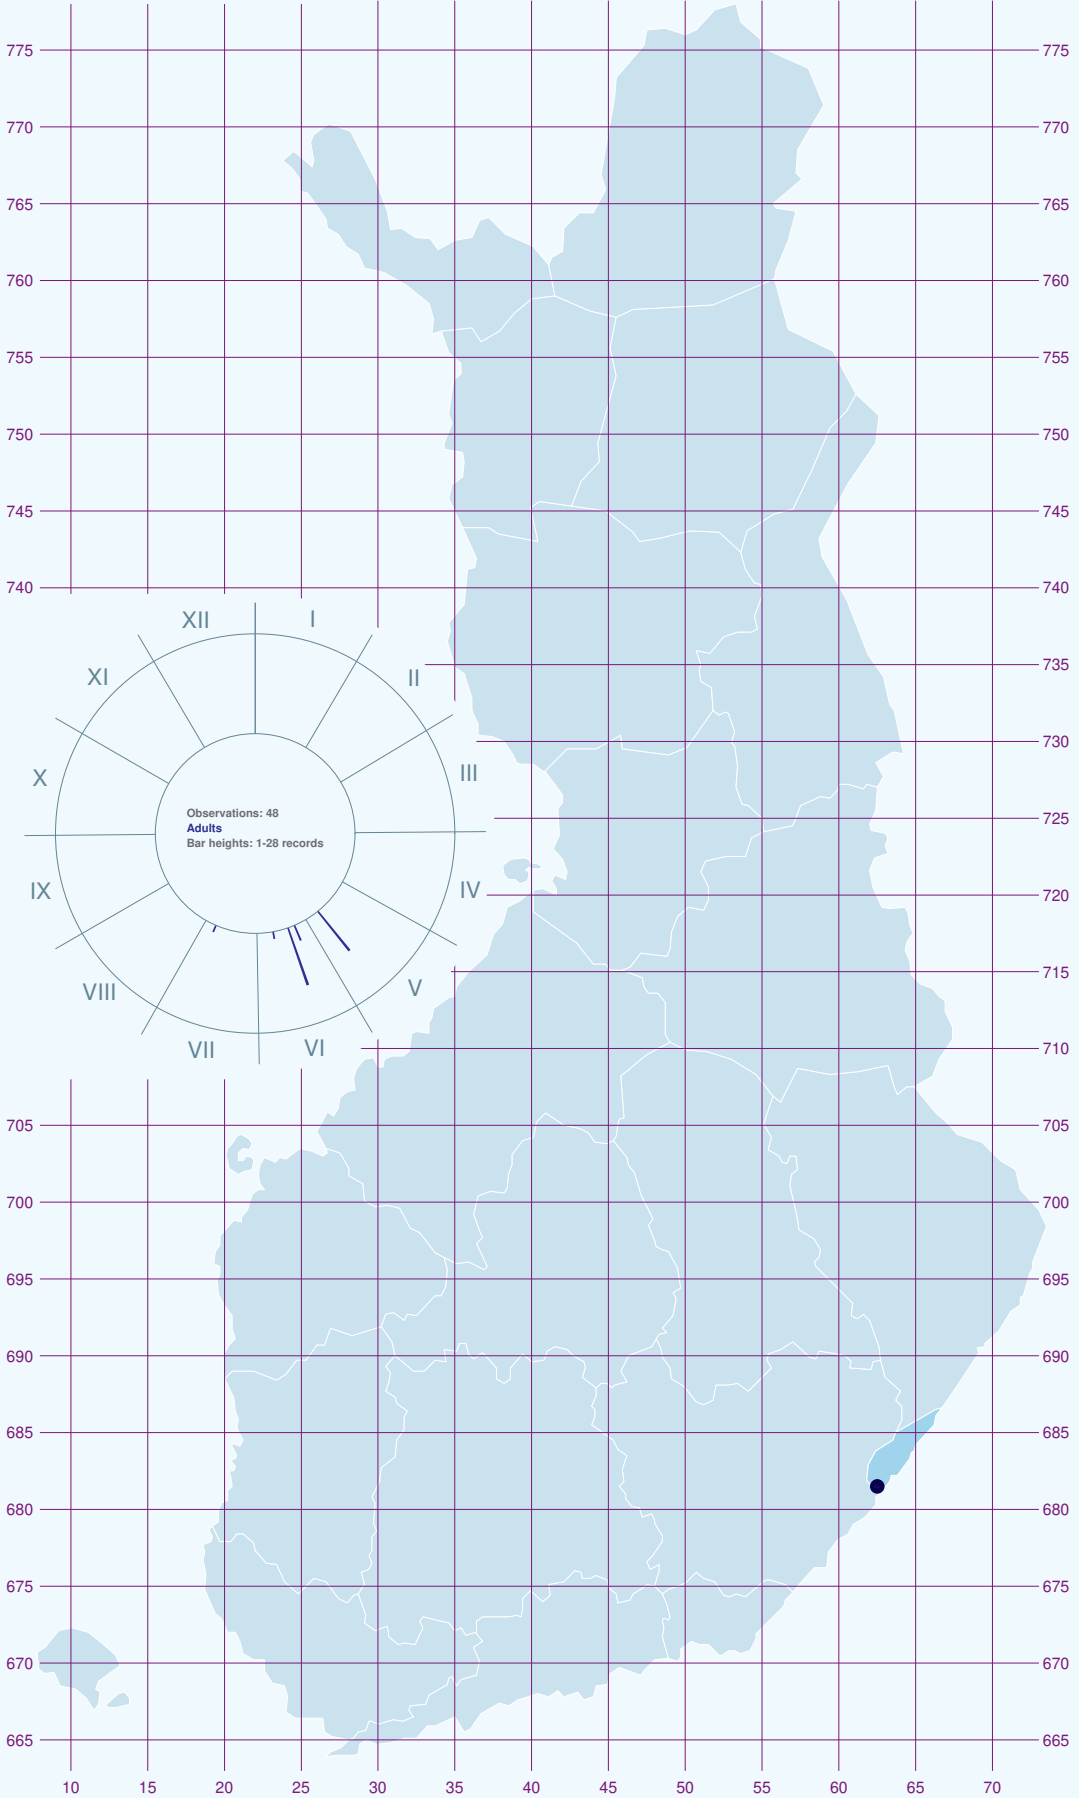 775 775
770 770
765 765
760 760
755 755
750 750
745 745
740 740
XII I
XI II
735
730
X III
Observations: 48
Adults
Bar heights: 1-28 records
725
IX IV
720
715
VIII V
VII VI
710
705 705
700 700
695 695
690 690
685 685
680 680
675 675
670 670
665 665
10 15 20 25 30 35 40 45 50 55 60 65 70